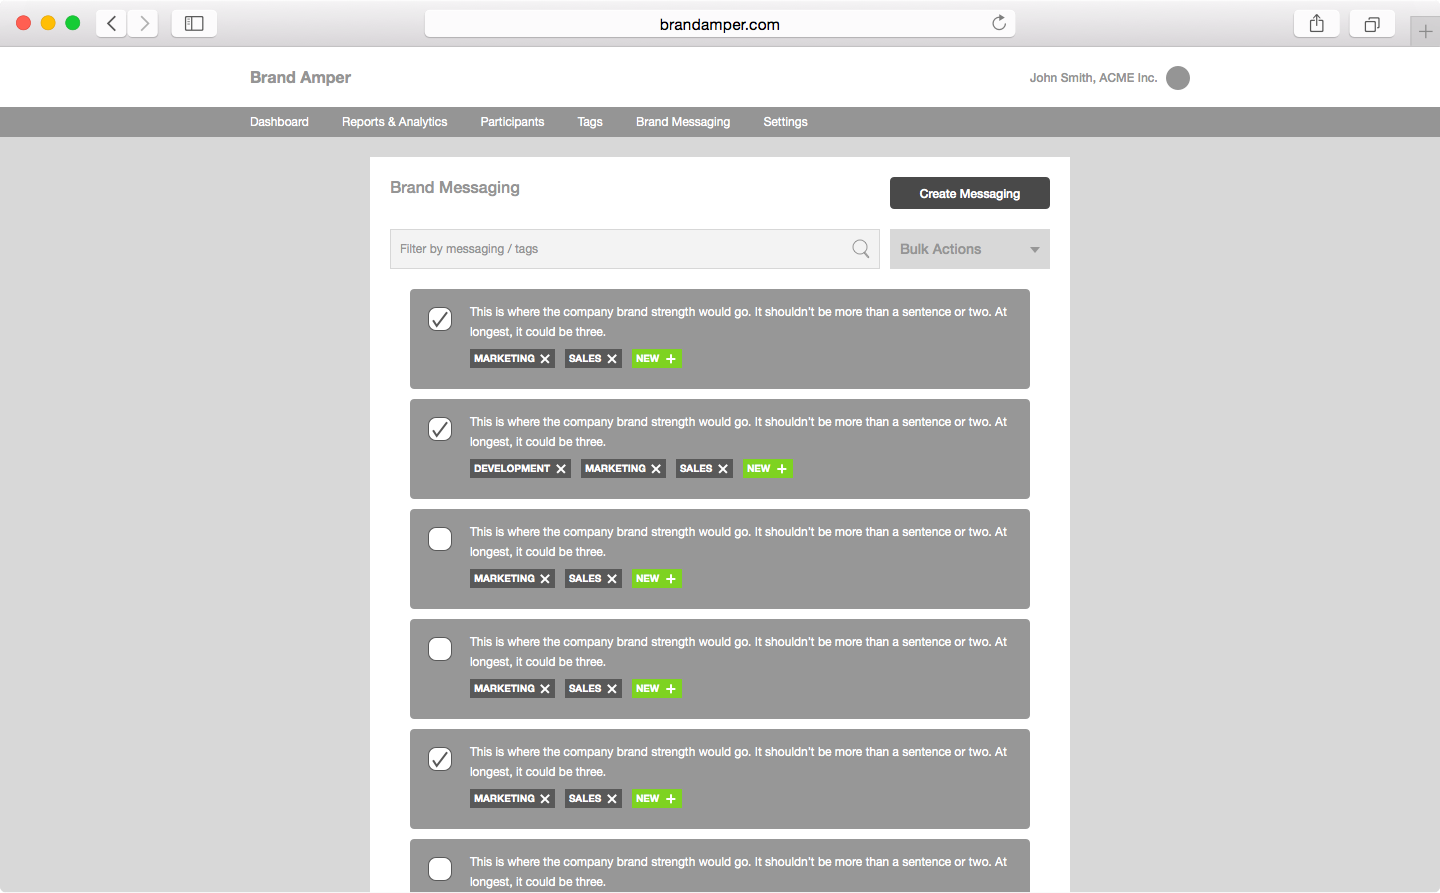 brandamper.com
Brand Amper
John Smith, ACME Inc.
Dashboard Reports & Analytics Participants Tags Brand Messaging Settings
Brand Messaging
Create Messaging
Filter by messaging / tags
Bulk Actions
This is where the company brand strength would go. It shouldn't be more than a sentence or two. At
longest, it could be three.
MARKETING SALES NEW
This is where the company brand strength would go. It shouldn't be more than a sentence or two. At
longest, it could be three.
DEVELOPMENT MARKETING SALES NEW
This is where the company brand strength would go. It shouldn't be more than a sentence or two. At
longest, it could be three.
MARKETING SALES NEW
This is where the company brand strength would go. It shouldn't be more than a sentence or two. At
longest, it could be three.
MARKETING SALES NEW
This is where the company brand strength would go. It shouldn't be more than a sentence or two. At
longest, it could be three.
MARKETING SALES NEW
This is where the company brand strength would go. It shouldn't be more than a sentence or two. At
longest, it could be three.